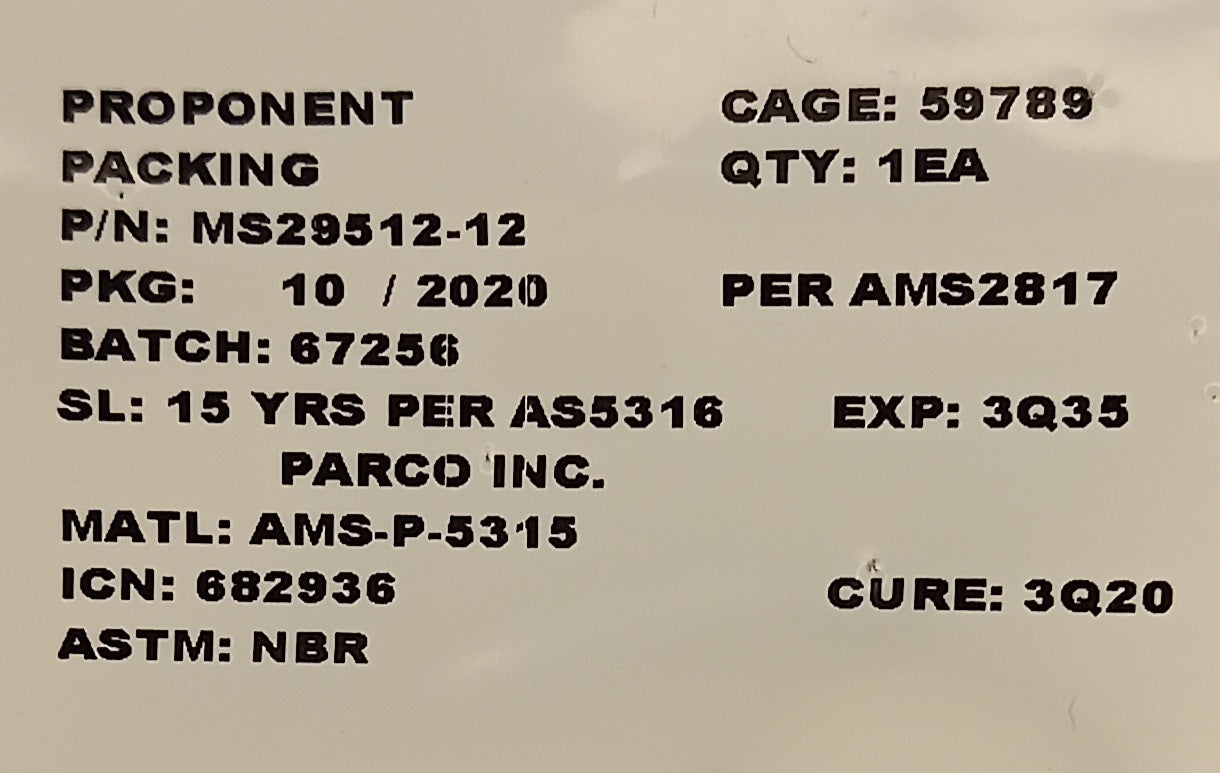 PROPONENT CAGE: 59789
PACKING QTY: 1EA
P/N: MS29512-12
PKG: 10 / 2020 PER AMS2817
BATCH: 67256
SL: 15 YRS PER AS5316 EXP: 3Q35
PARCO INC.
MATL: AMS-P-5315
ICN: 682936 CURE: 3Q20
ASTM: NBR